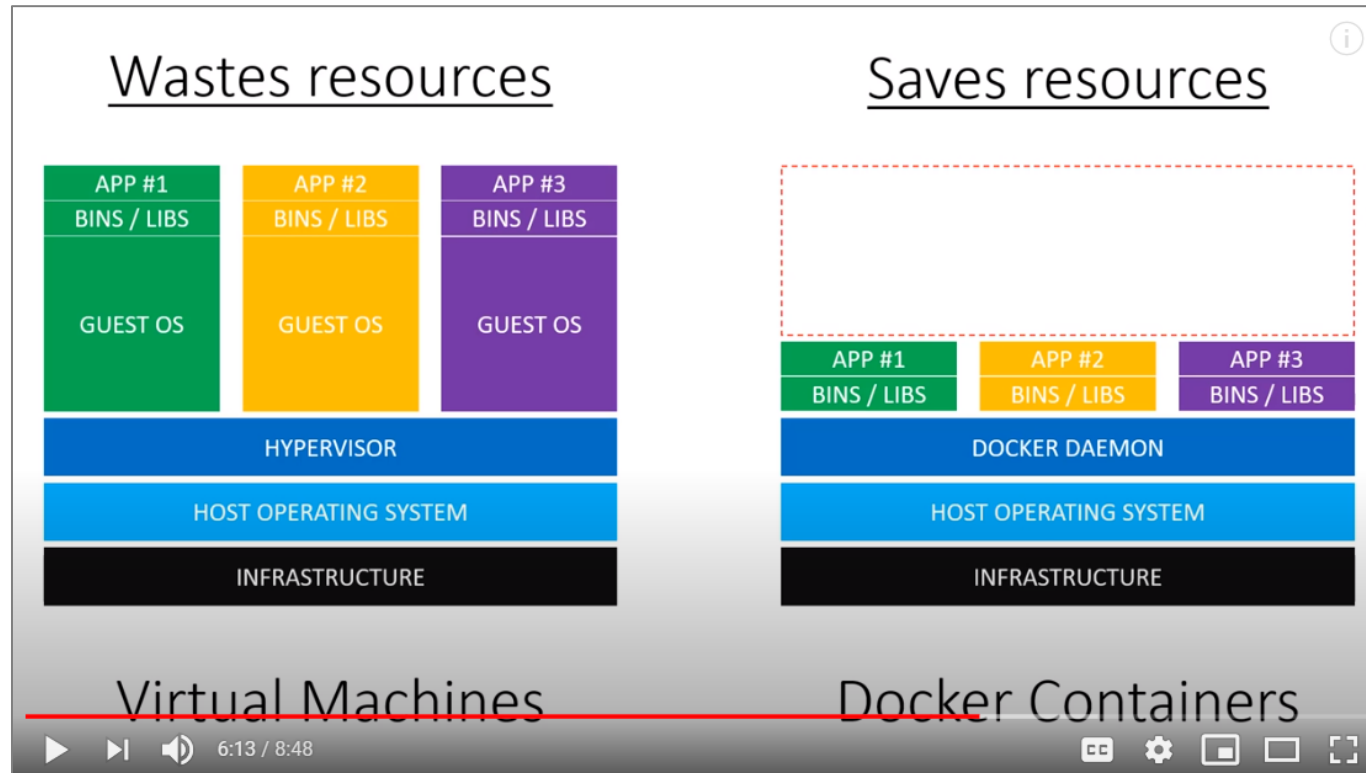 Wastes resources
Saves resources
APP #1
BINS / LIBS
GUEST OS
APP #2
BINS / LIBS
GUEST OS
APP #3
BINS / LIBS
GUEST OS
HYPERVISOR
HOST OPERATING SYSTEM
INFRASTRUCTURE
Virtual Machines
APP #1
BINS / LIBS
APP #2
BINS / LIBS
APP #3
BINS / LIBS
DOCKER DAEMON
HOST OPERATING SYSTEM
INFRASTRUCTURE
Docker Containers
6:13 / 8:48
CC
i